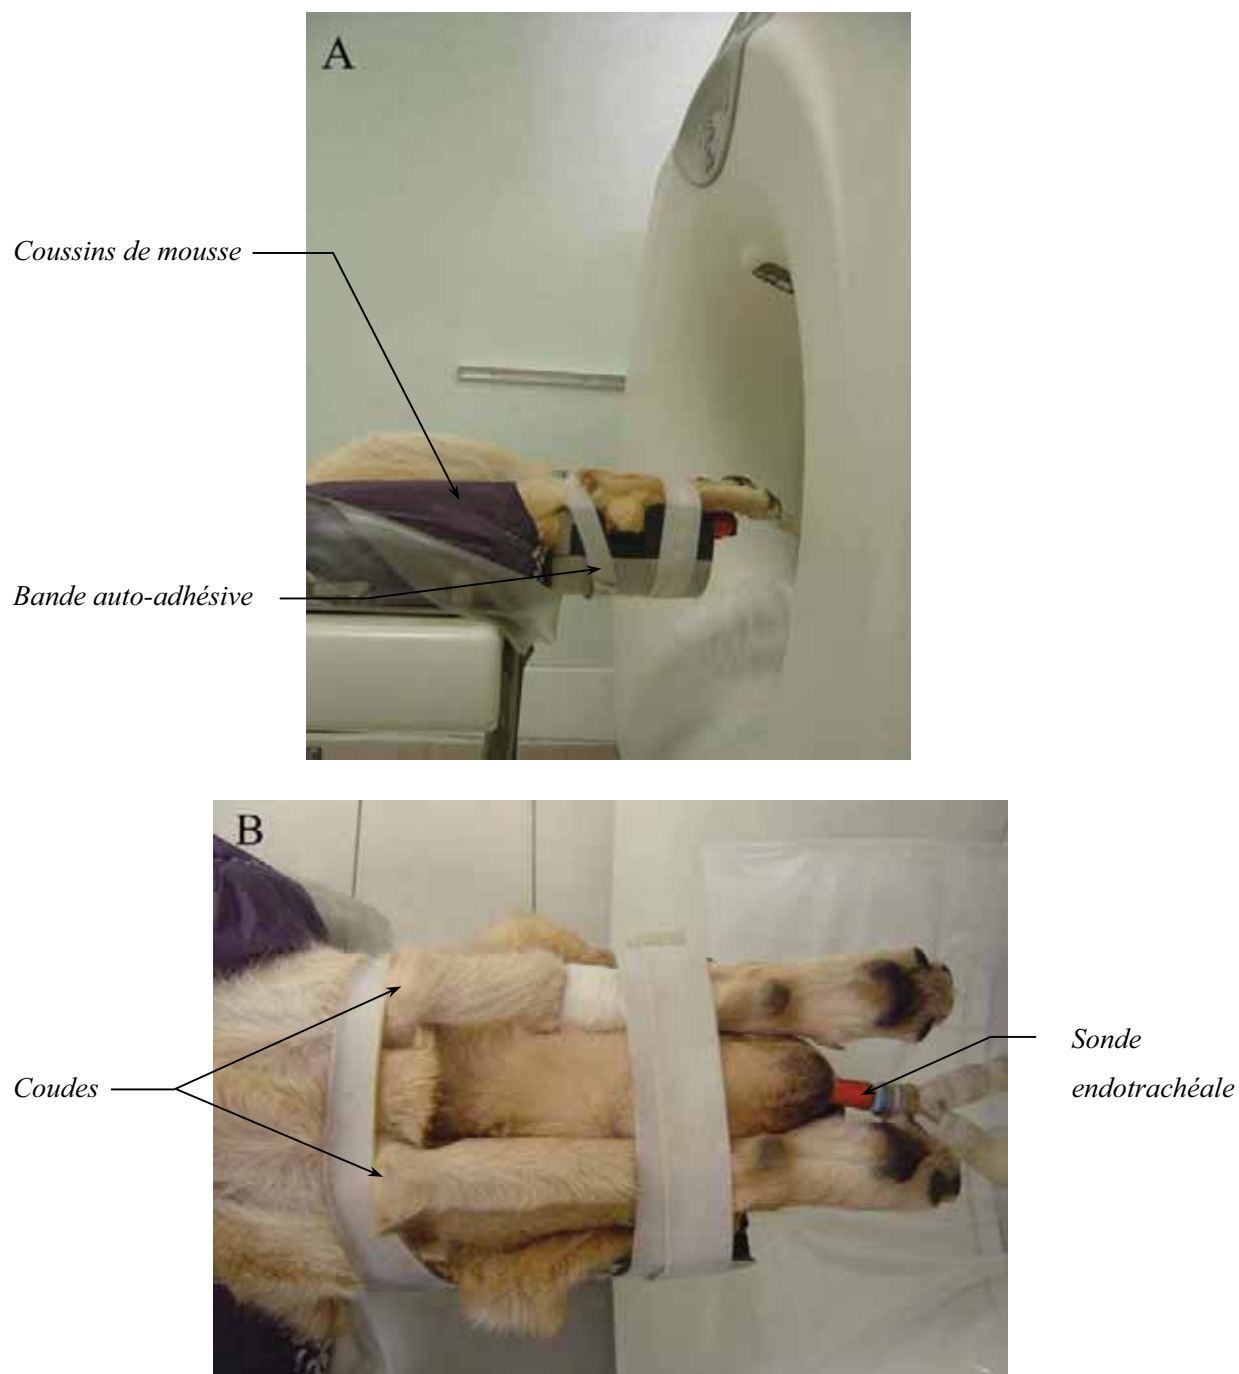 A
Coussins de mousse
Bande auto-adhésive
B
Coudes
Sonde
endotrachéale